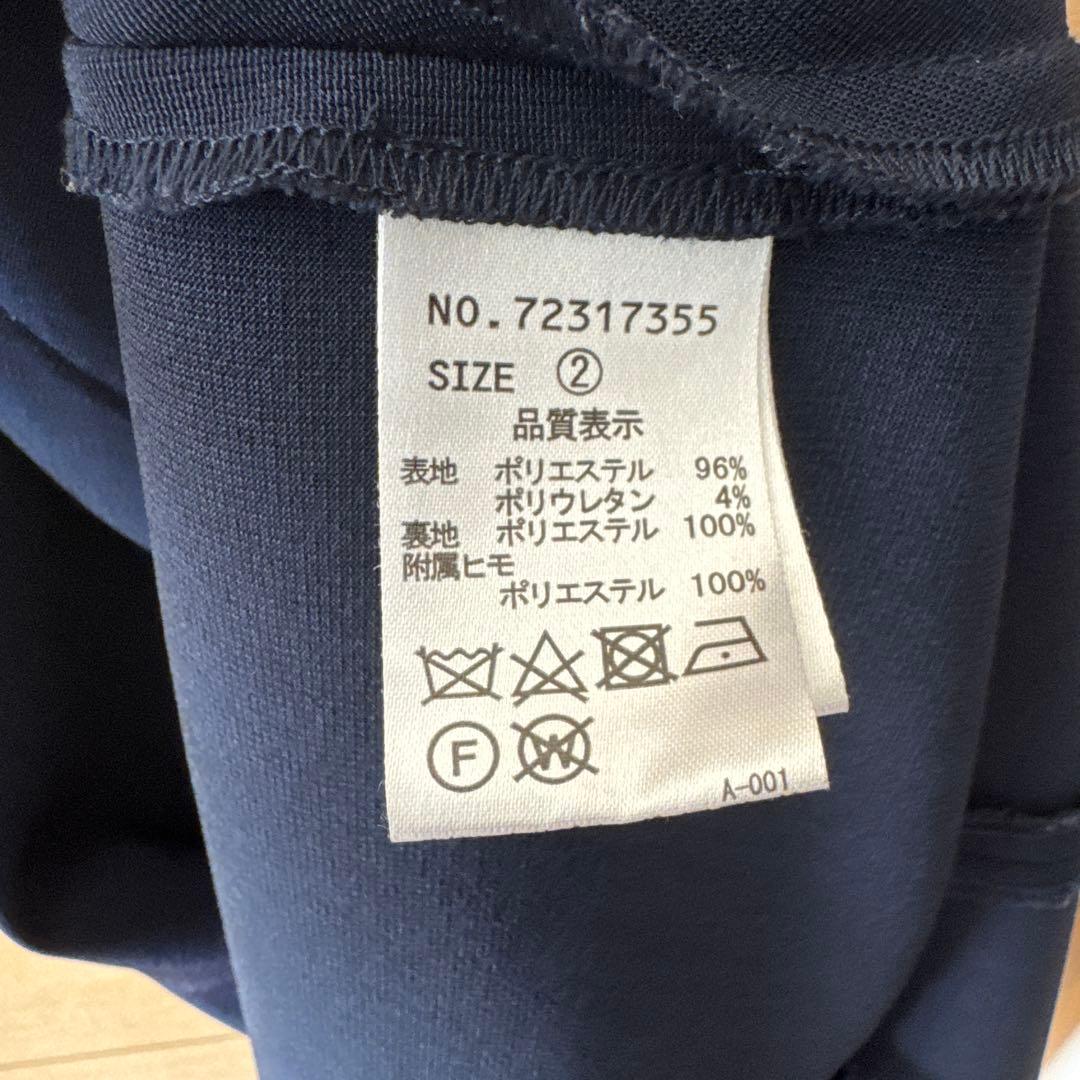 NO.72317355
SIZE ②
品質表示
表地 ポリエステル 96%
ポリウレタン 4%
裏地 ポリエステル 100%
附属ヒモ
ポリエステル 100%
F W
A-001